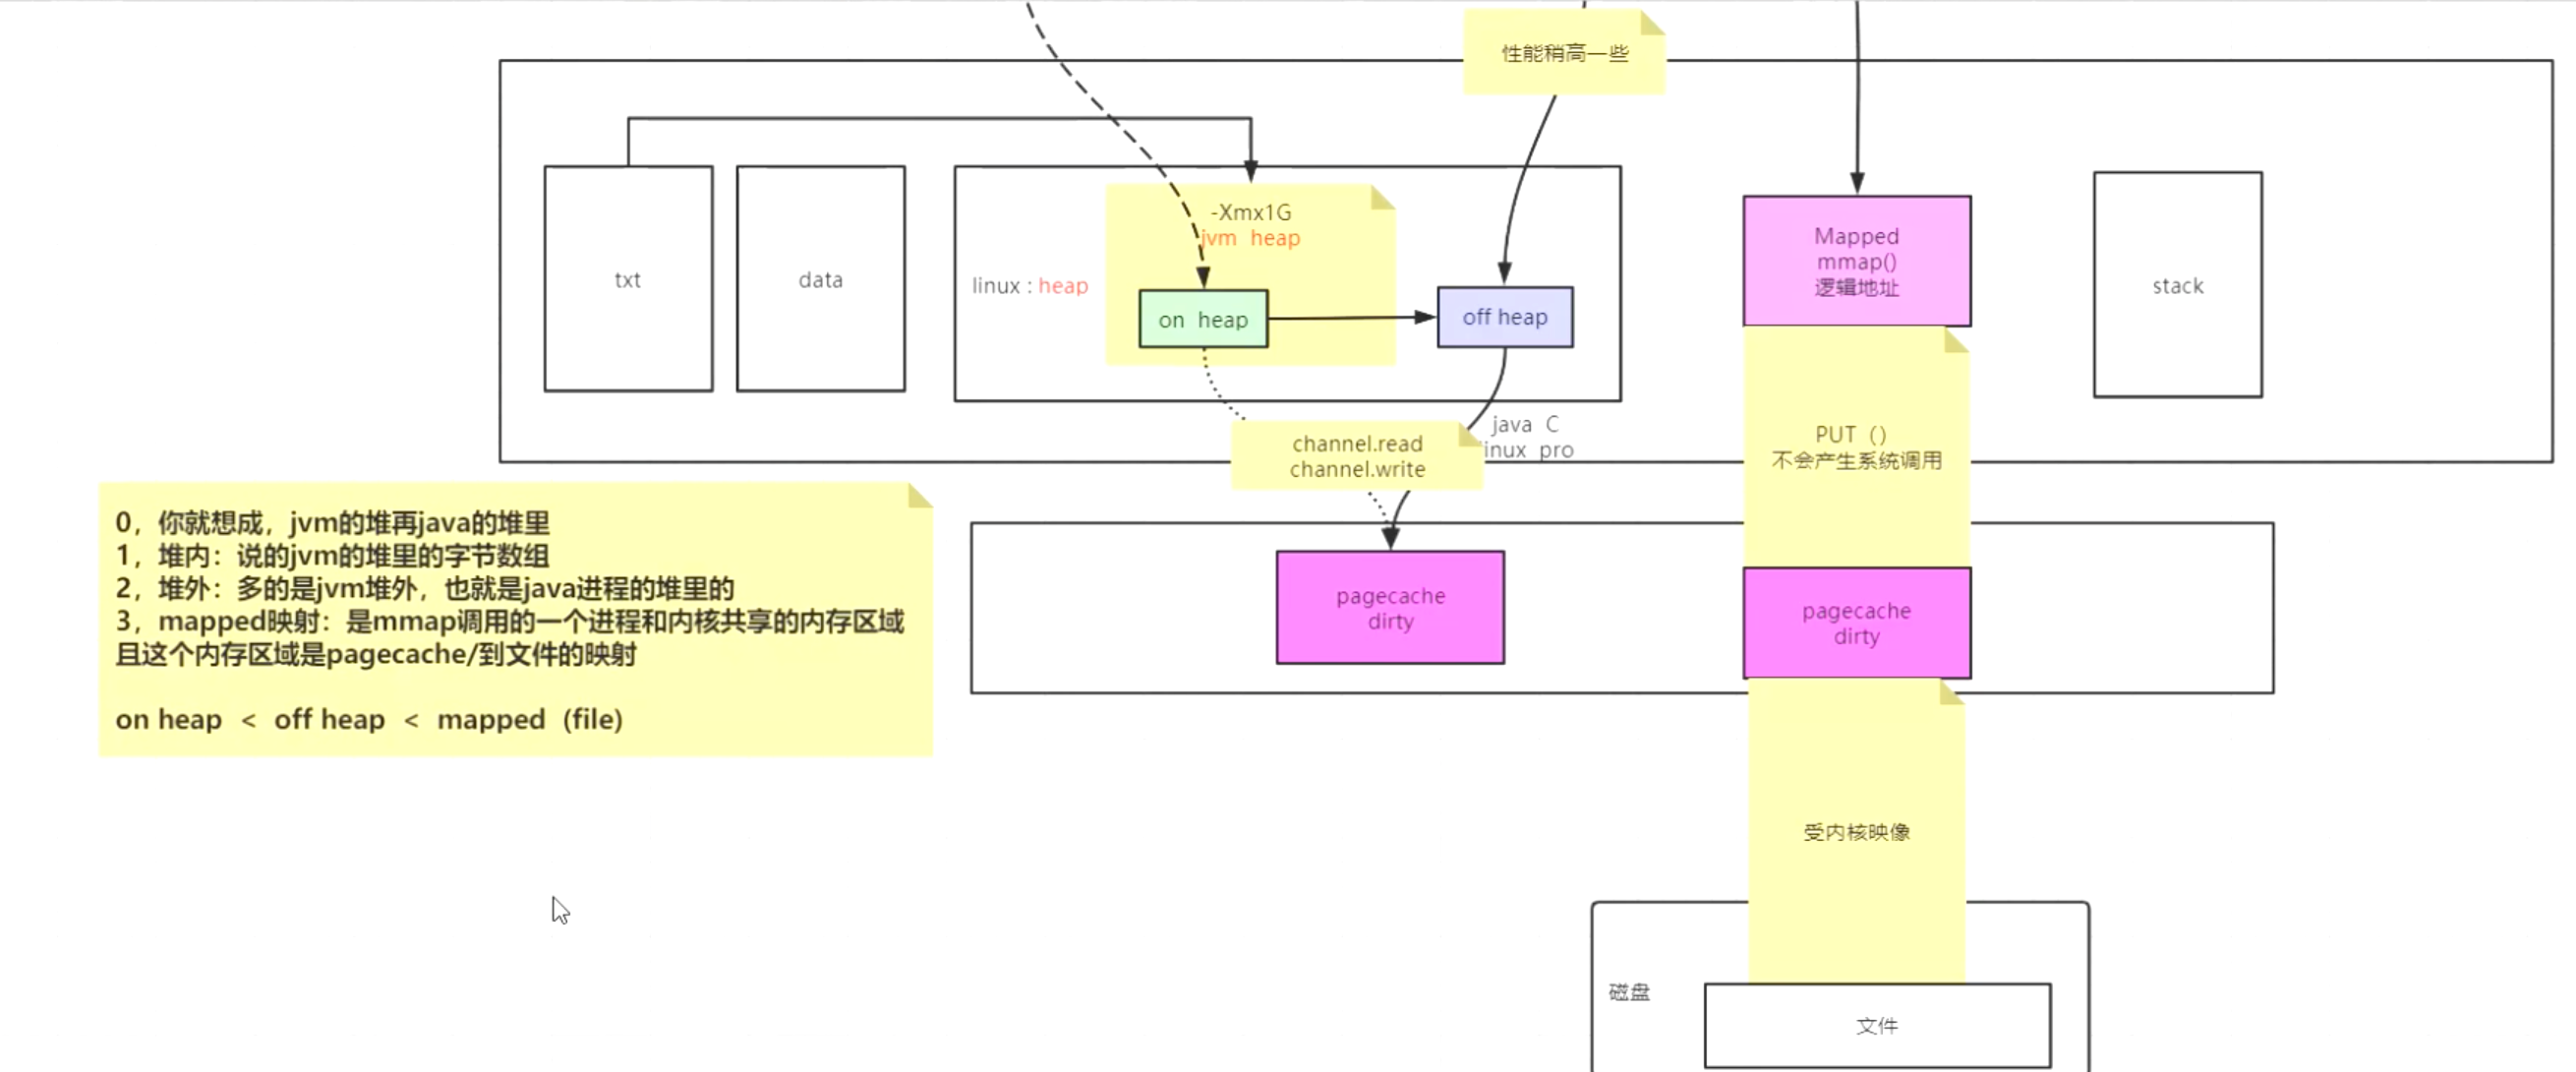 性能稍高一些
-Xmx1G
jvm heap
txt
data
linux : heap
on heap
off heap
Mapped
mmap()
逻辑地址
stack
java C
inux pro
channel.read
channel.write
PUT（）
不会产生系统调用
0，你就想成，jvm的堆再java的堆里
1，堆内：说的jvm的堆里的字节数组
2，堆外：多的是jvm堆外，也就是java进程的堆里的
3，mapped映射：是mmap调用的一个进程和内核共享的内存区域
且这个内存区域是pagecache/到文件的映射
on heap < off heap < mapped（file）
pagecache
dirty
pagecache
dirty
受内核映像
磁盘
文件